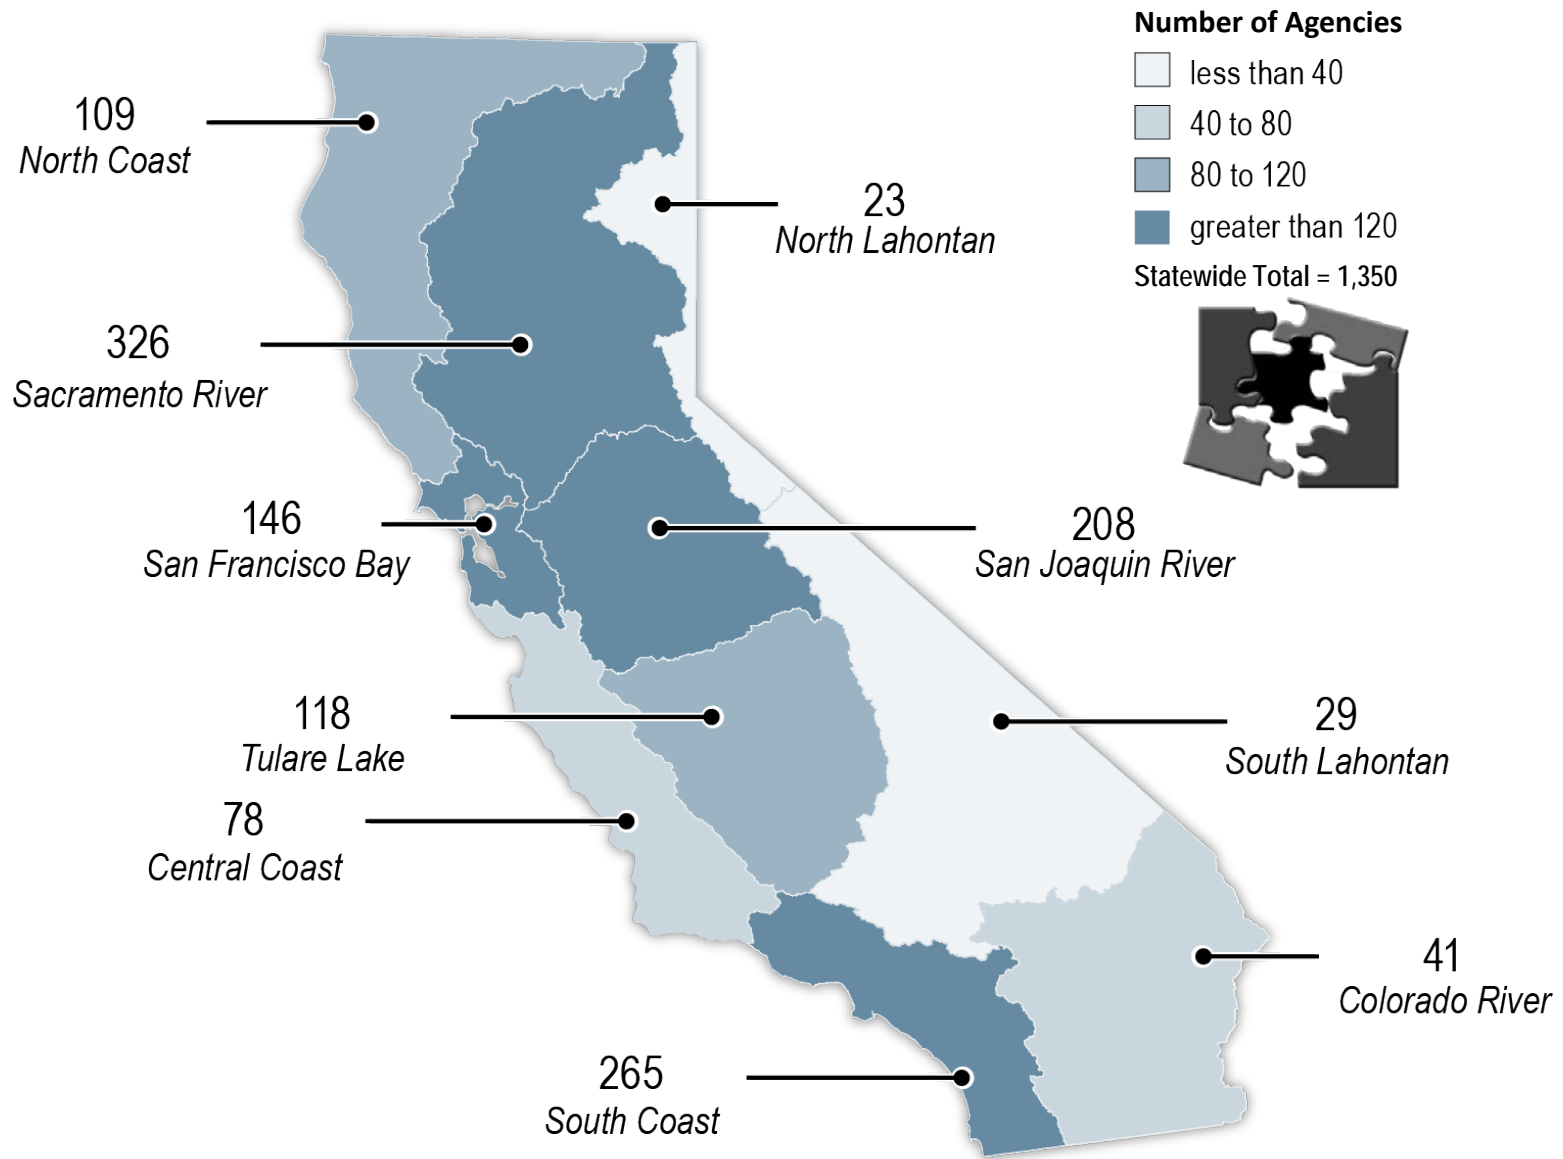 Number of Agencies
less than 40
40 to 80
80 to 120
greater than 120
Statewide Total = 1,350
109
North Coast
23
North Lahontan
326
Sacramento River
146
San Francisco Bay
208
San Joaquin River
118
Tulare Lake
29
South Lahontan
78
Central Coast
41
Colorado River
265
South Coast